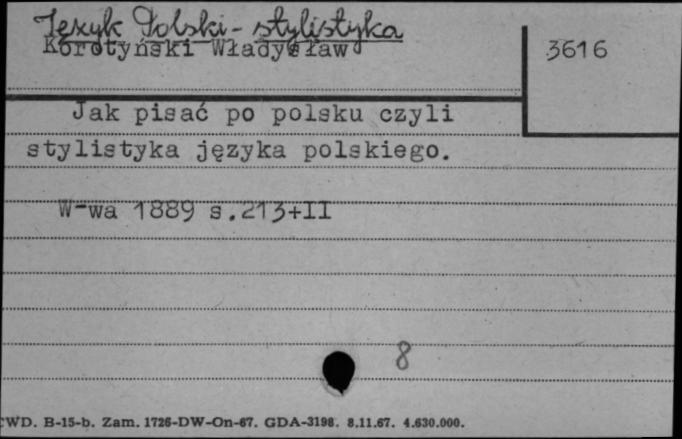 Język Polski - stylistyka
Korotyński Władysław
3616
Jak pisać po polsku czyli
stylistyka języka polskiego.
W-wa 1889 s.213+II
8
CWD. B-15-b. Zam. 1726-DW-On-67. GDA-3198. 8.11.67. 4.630.000.